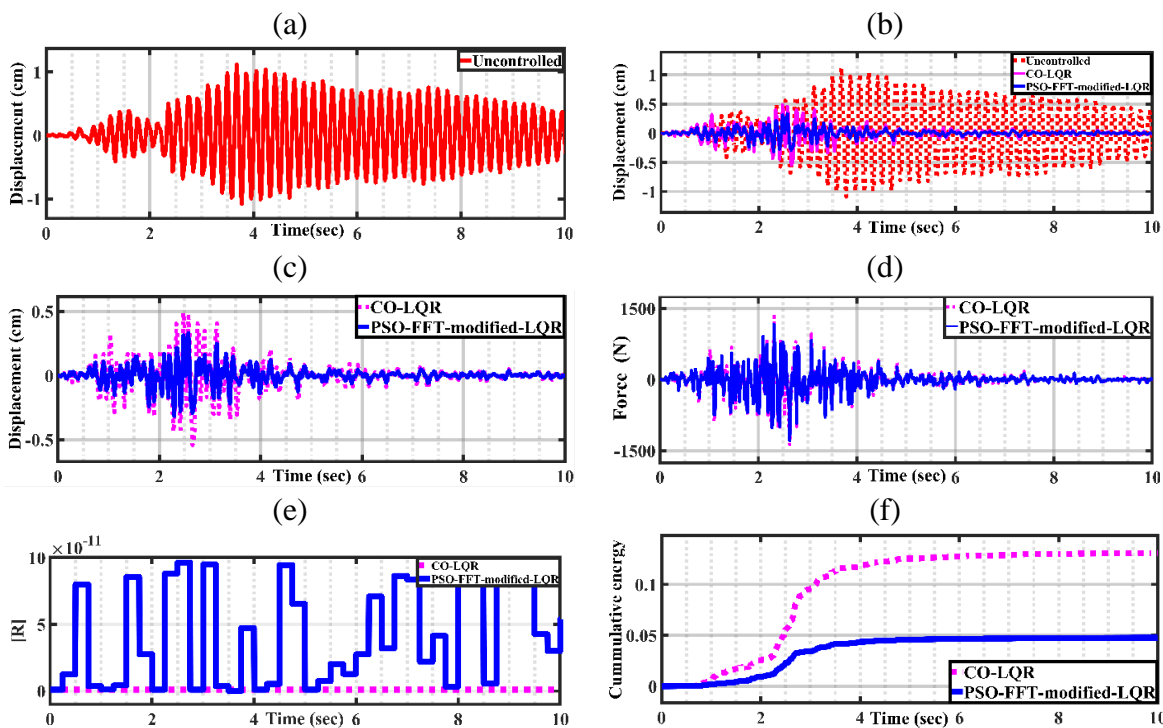 (a)
Uncontrolled
Displacement (cm)
1
0
-1
0 2 4 6 8 10
Time(sec)
(b)
Uncontrolled
CO-LQR
PSO-FFT-modified-LQR
Displacement (cm)
1
0.5
0
-0.5
-1
0 2 4 6 8 10
Time (sec)
(c)
CO-LQR
PSO-FFT-modified-LQR
Displacement (cm)
0.5
0
-0.5
0 2 4 6 8 10
Time (sec)
(d)
CO-LQR
PSO-FFT-modified-LQR
Force (N)
1500
0
-1500
0 2 4 6 8 10
Time (sec)
(e)
×10-11
CO-LQR
PSO-FFT-modified-LQR
|R|
10
5
0
0 2 4 6 8 10
Time (sec)
(f)
Cummulative energy
0.1
0.05
0
CO-LQR
PSO-FFT-modified-LQR
0 2 4 6 8 10
Time (sec)